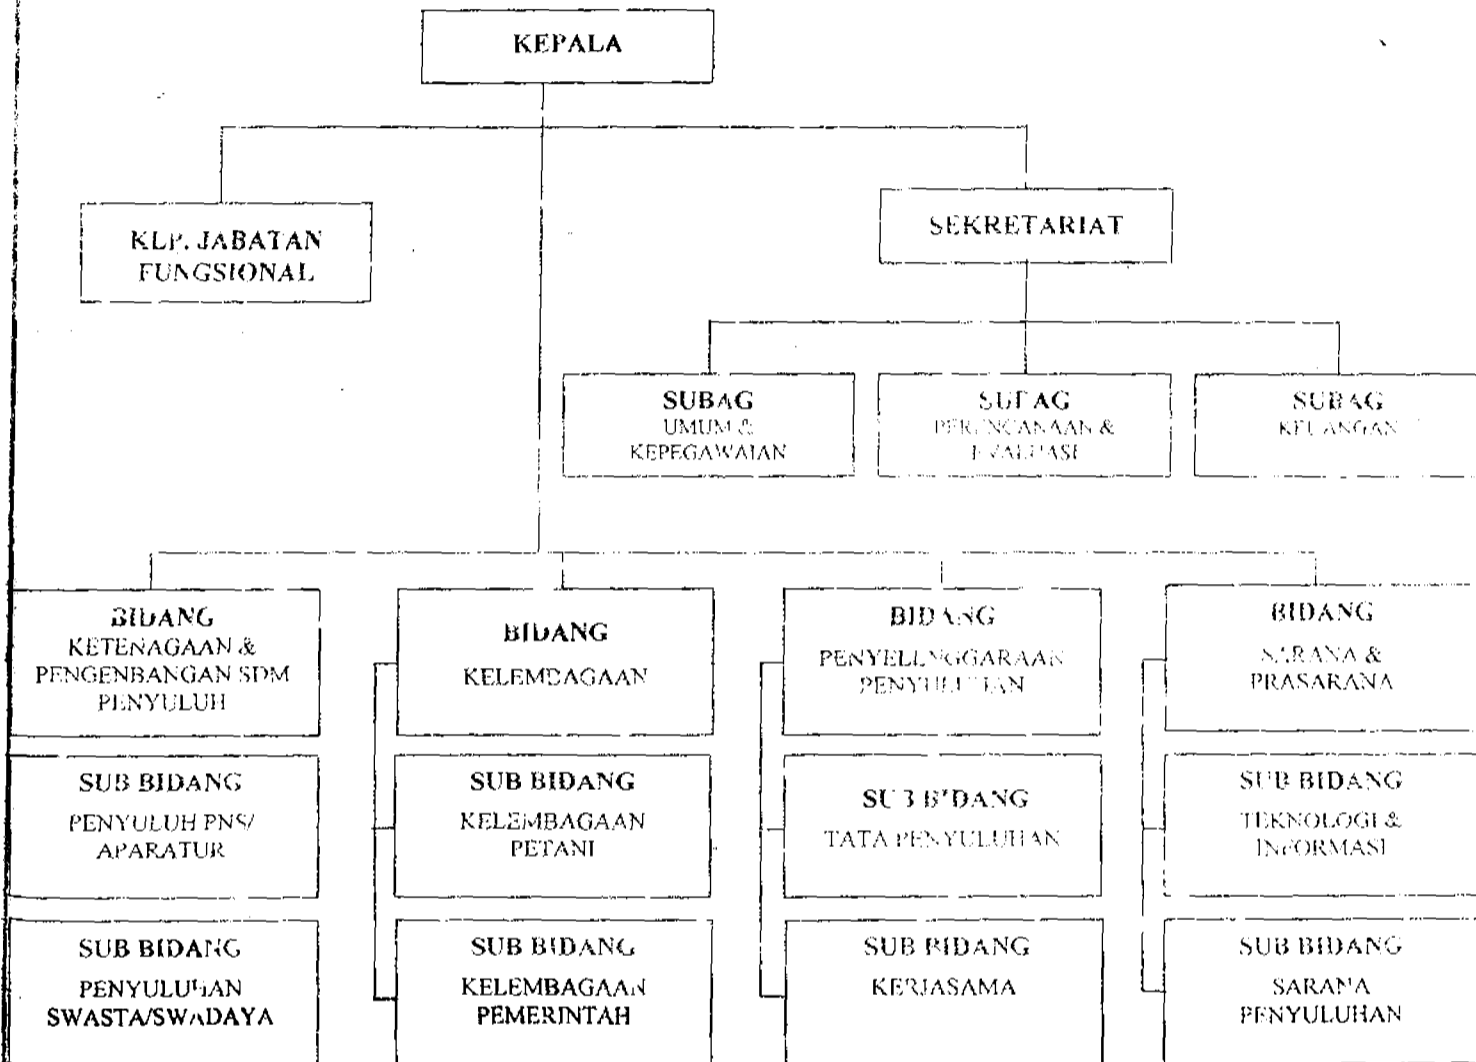 KEPALA
KLP. JABATAN
FUNGSIONAL
SEKRETARIAT
SUBAG
UMUM &
KEPEGAWAIAN
SUBAG
PERENCANAAN &
EVALUASI
SUBAG
KEUANGAN
BIDANG
KETENAGAAN &
PENGENBANGAN SDM
PENYULUH
BIDANG
KELEMBAGAAN
BIDANG
PENYELENGGARAAN
PENYULUHAN
BIDANG
SARANA &
PRASARANA
SUB BIDANG
PENYULUH PNS/
APARATUR
SUB BIDANG
KELEMBAGAAN
PETANI
SUB BIDANG
TATA PENYULUHAN
SUB BIDANG
TEKNOLOGI &
INFORMASI
SUB BIDANG
PENYULUHAN
SWASTA/SWADAYA
SUB BIDANG
KELEMBAGAAN
PEMERINTAH
SUB BIDANG
KERJASAMA
SUB BIDANG
SARANA
PENYULUHAN